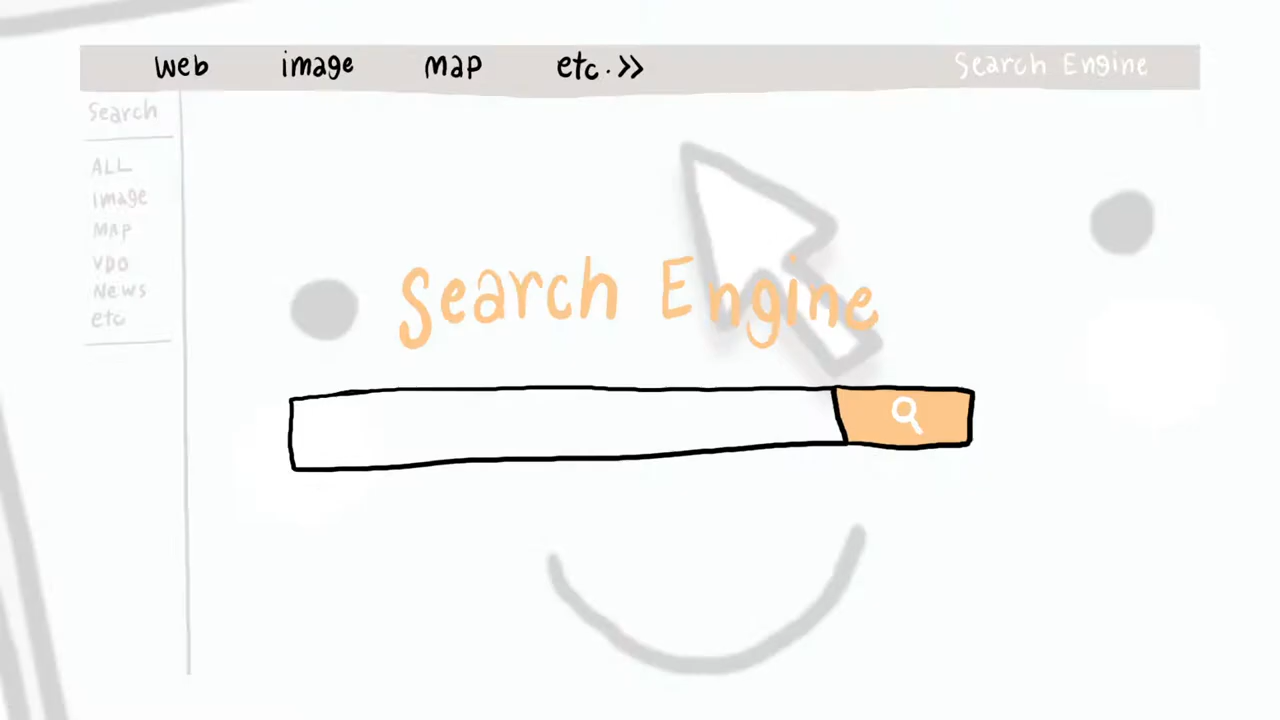 web image map etc. >>
Search Engine
Search
ALL
image
MAP
VDO
News
etc
Search Engine